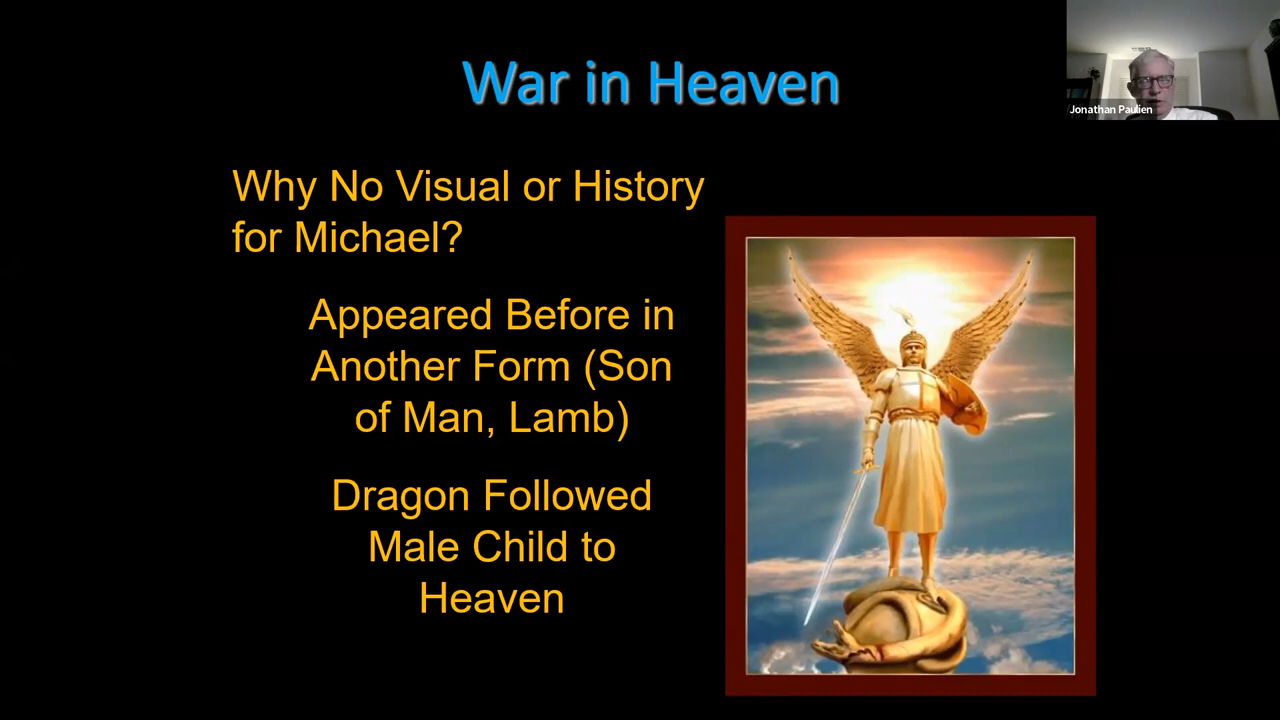 War in Heaven
Jonathan Paulien
Why No Visual or History
for Michael?
Appeared Before in
Another Form (Son
of Man, Lamb)
Dragon Followed
Male Child to
Heaven